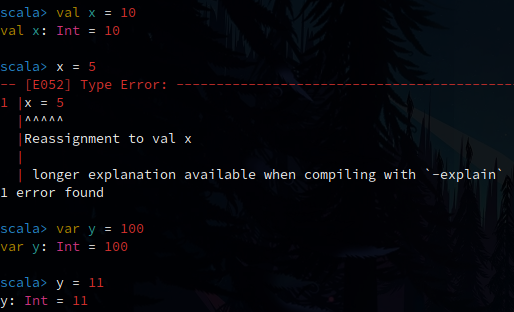 scala> val x = 10
val x: Int = 10
scala> x = 5
-- [E052] Type Error: ----------------------------------------
1 |x = 5
|^^^^^
|Reassignment to val x
|
| longer explanation available when compiling with `-explain`
1 error found
scala> var y = 100
var y: Int = 100
scala> y = 11
y: Int = 11